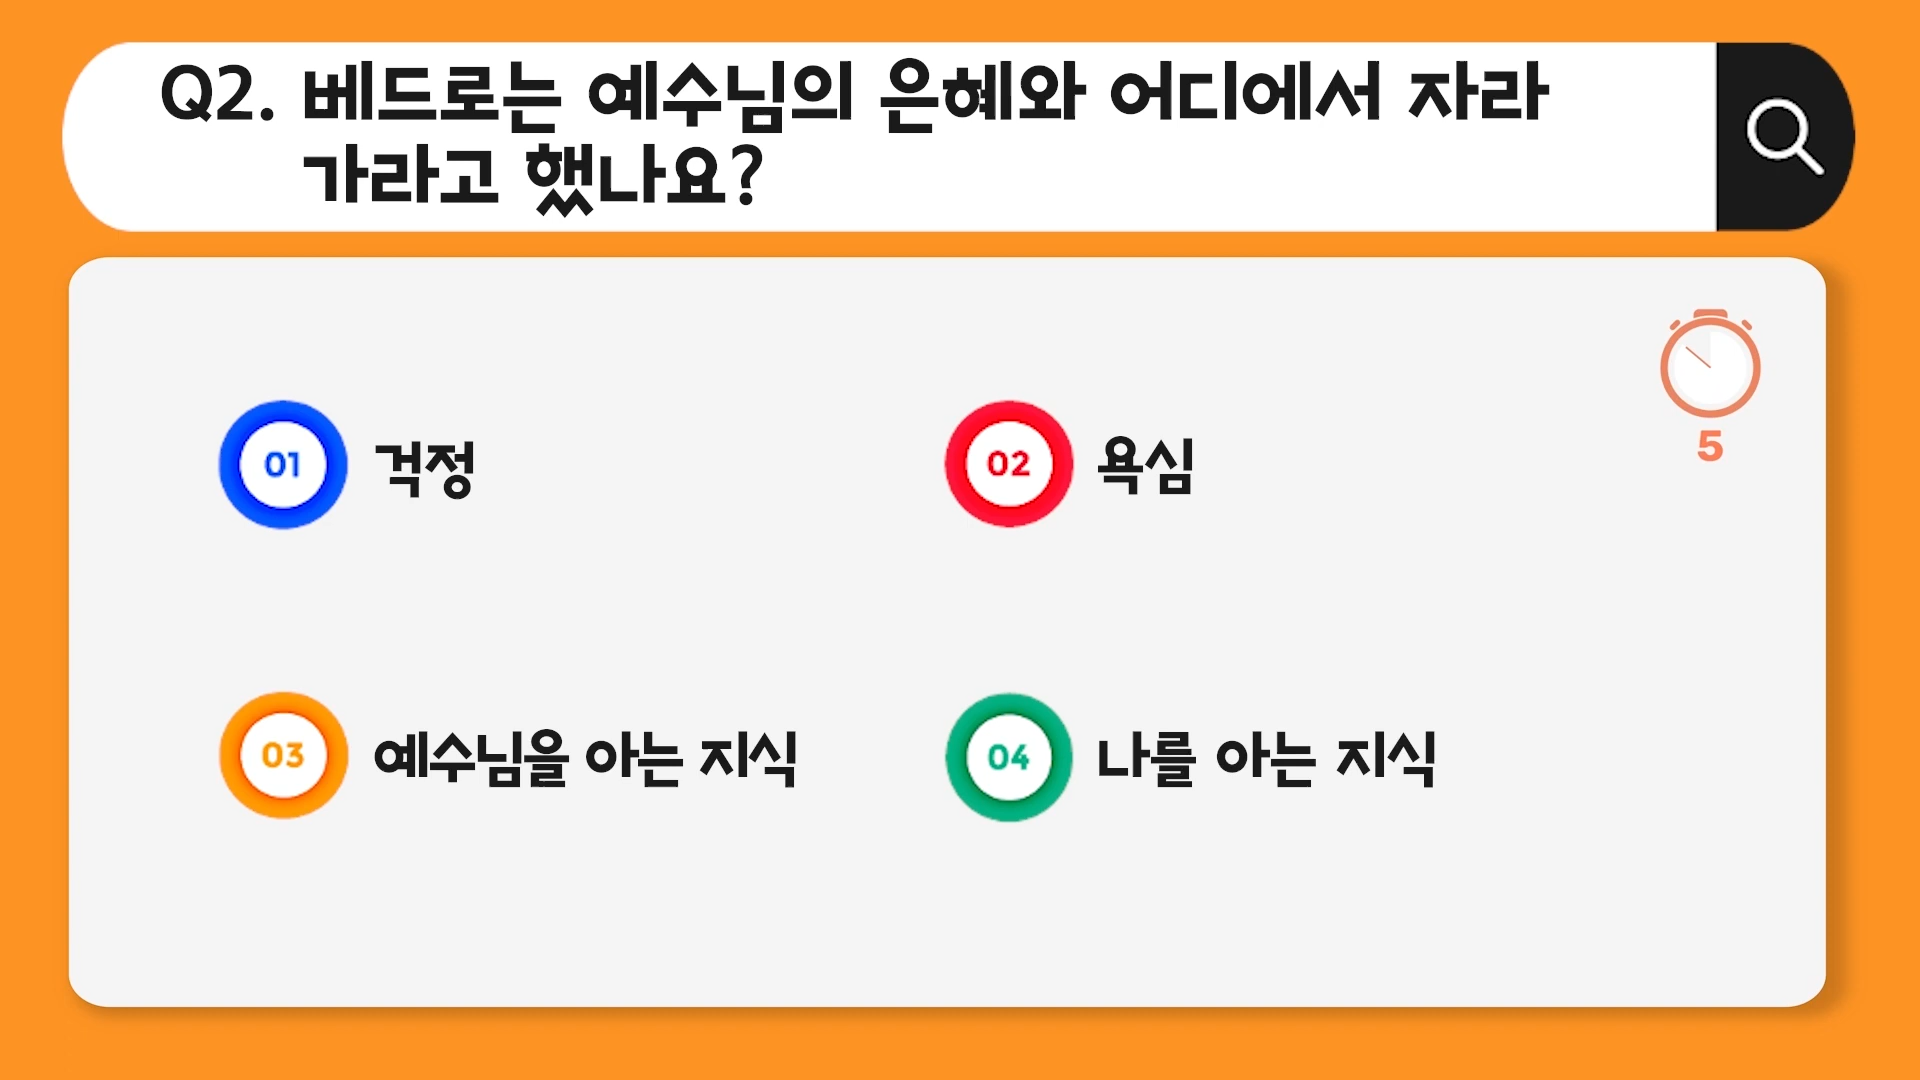 Q2. 베드로는 예수님의 은혜와 어디에서 자라
가라고 했나요?
5
01 걱정
02 욕심
03 예수님을 아는 지식
04 나를 아는 지식